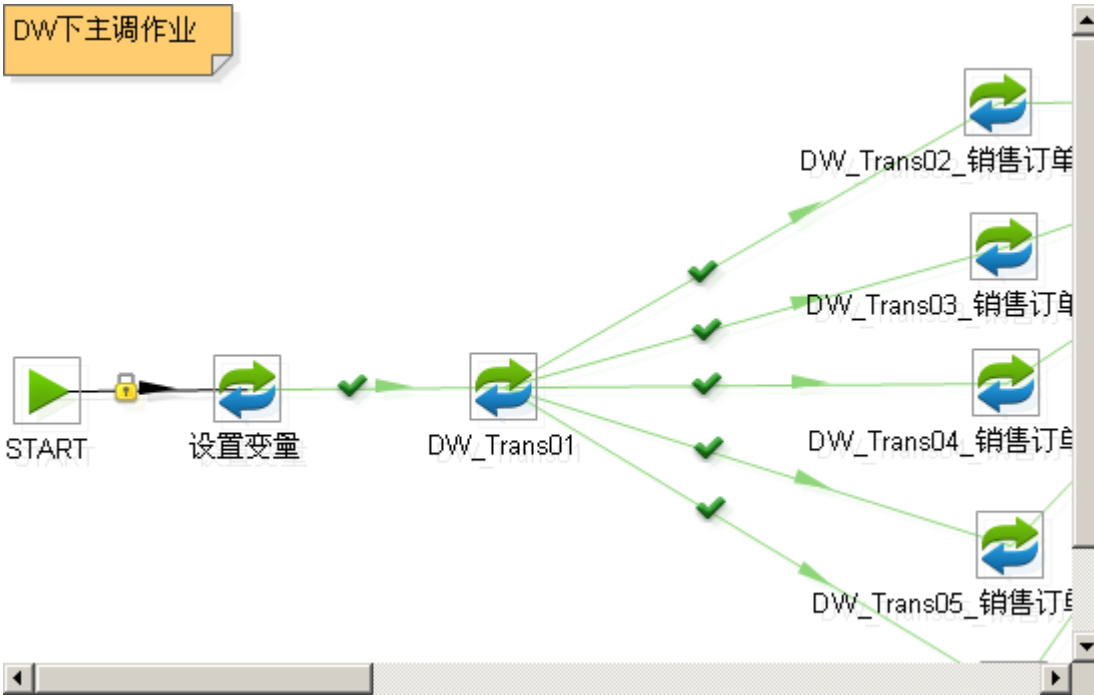 DW下主调作业
DW_Trans02_销售订单
DW_Trans03_销售订单
START
设置变量
DW_Trans01
DW_Trans04_销售订单
DW_Trans05_销售订单